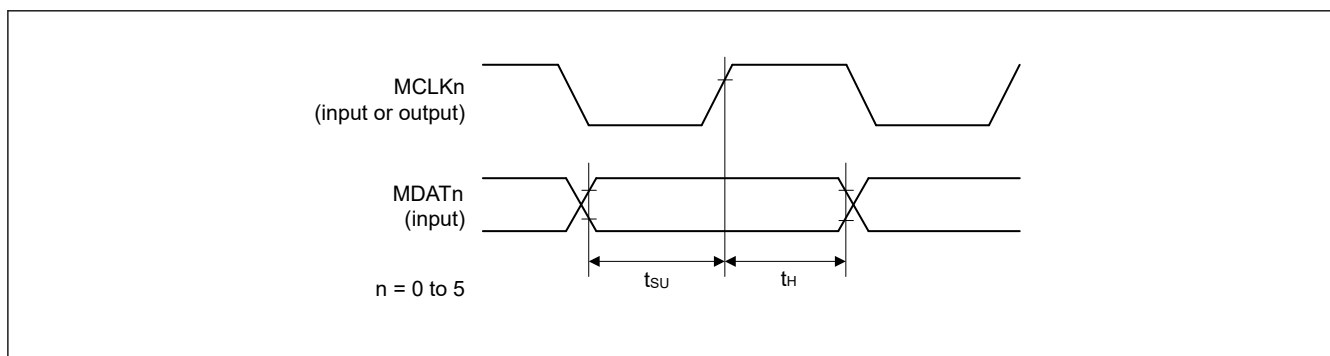 MCLKn
(input or output)
MDATn
(input)
tSU
tH
n = 0 to 5